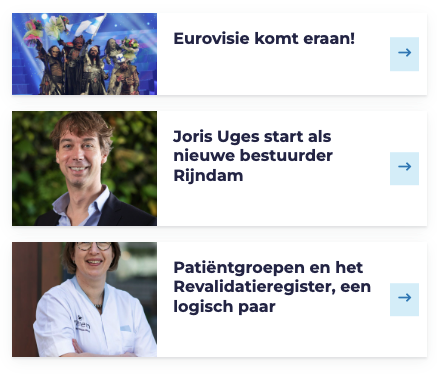 Eurovisie komt eraan!
Joris Uges start als
nieuwe bestuurder
Rijndam
Patiëntgroepen en het
Revalidatieregister, een
logisch paar